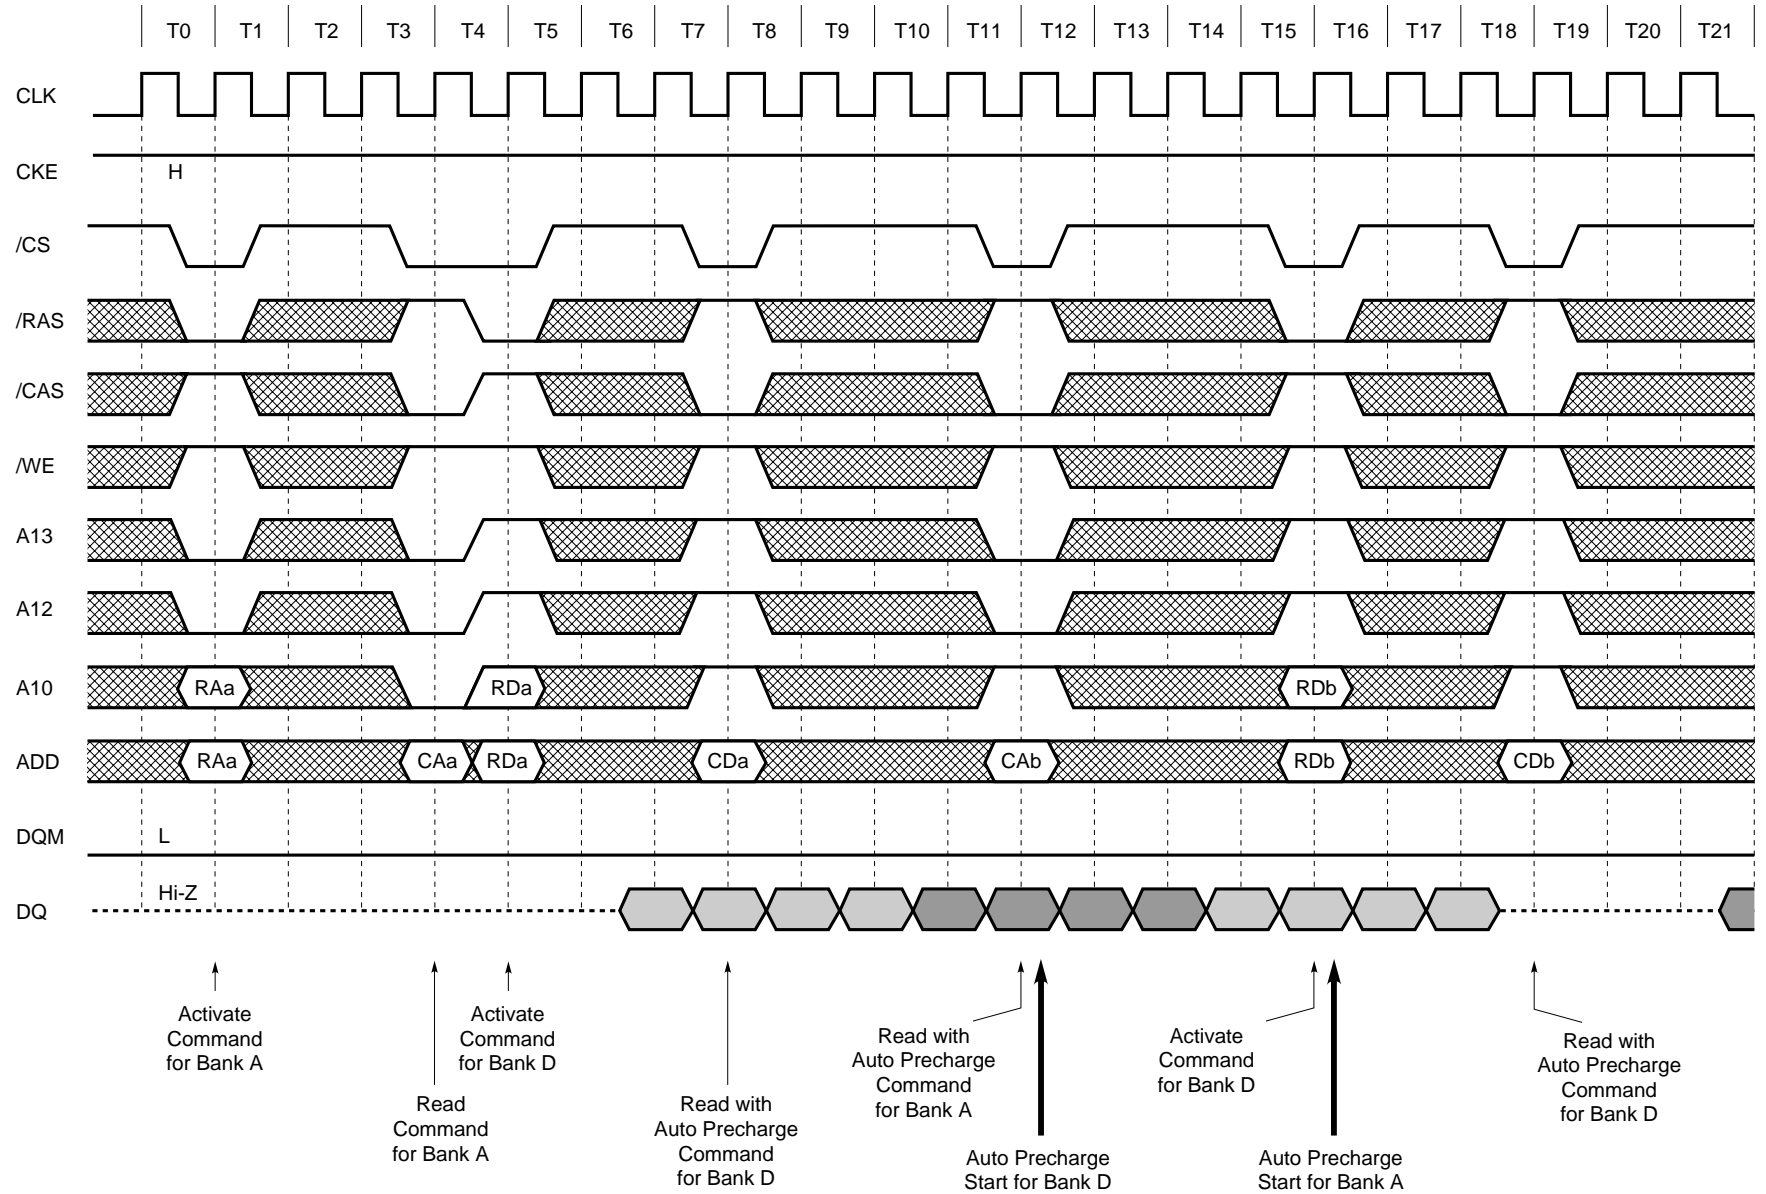 T0 T1 T2 T3 T4 T5 T6 T7 T8 T9 T10 T11 T12 T13 T14 T15 T16 T17 T18 T19 T20 T21
CLK
CKE H
/CS
/RAS
/CAS
/WE
A13
A12
A10 RAa RDa RDb
ADD RAa CAa RDa CDa CAb RDb CDb
DQM L
DQ Hi-Z
Activate
Command
for Bank A
Read
Command
for Bank A
Activate
Command
for Bank D
Read with
Auto Precharge
Command
for Bank D
Read with
Auto Precharge
Command
for Bank A
Auto Precharge
Start for Bank D
Activate
Command
for Bank D
Auto Precharge
Start for Bank A
Read with
Auto Precharge
Command
for Bank D